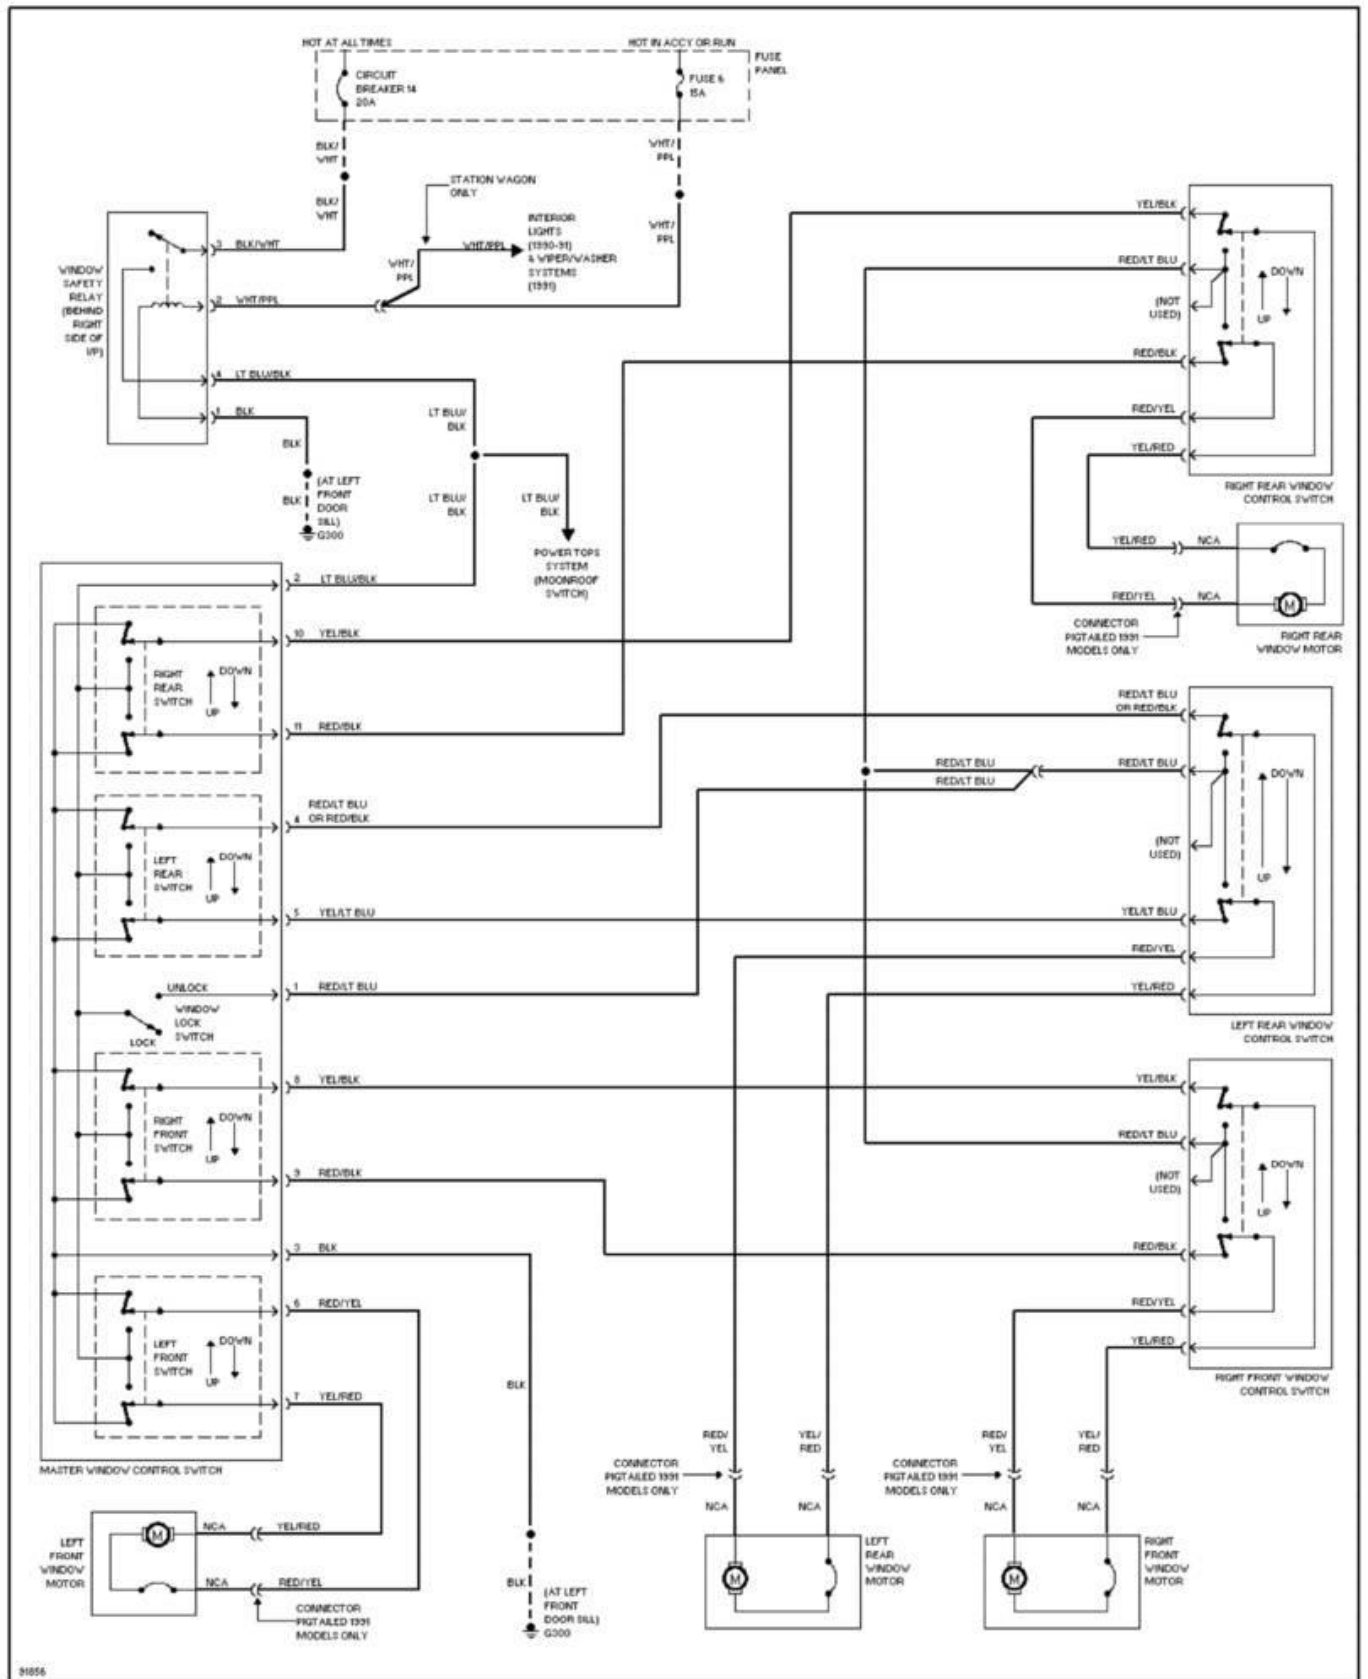 HOT AT ALL TIMES
HOT IN ACCY OR RUN
FUSE
PANEL
CIRCUIT
BREAKER 14
20A
FUSE 6
15A
BLK/
WHT
WHT/
PPL
STATION WAGON
ONLY
BLK/
WHT
INTERIOR
LIGHTS
(1990-91)
& WIPER/WASHER
SYSTEMS
(1991)
WHT/
PPL
3 BLK/WHT
WHT/PPL
WHT/
PPL
WINDOW
SAFETY
RELAY
(BEHIND
RIGHT
SIDE OF
I/P)
2 WHT/PPL
4 LT BLU/BLK
1 BLK
LT BLU/
BLK
BLK
BLK
(AT LEFT
FRONT
DOOR
SILL)
G300
LT BLU/
BLK
LT BLU/
BLK
POWER TOPS
SYSTEM
(MOONROOF
SWITCH)
YEL/BLK
RED/LT BLU
(NOT
USED)
DOWN
UP
RED/BLK
RED/YEL
YEL/RED
RIGHT REAR WINDOW
CONTROL SWITCH
YEL/RED
NCA
RED/YEL
NCA
CONNECTOR
PIGTAILED 1991
MODELS ONLY
M
RIGHT REAR
WINDOW MOTOR
2 LT BLU/BLK
10 YEL/BLK
RIGHT
REAR
SWITCH
DOWN
UP
11 RED/BLK
RED/LT BLU
4 OR RED/BLK
LEFT
REAR
SWITCH
DOWN
UP
5 YEL/LT BLU
UNLOCK
1 RED/LT BLU
WINDOW
LOCK
SWITCH
LOCK
8 YEL/BLK
RIGHT
FRONT
SWITCH
DOWN
UP
9 RED/BLK
3 BLK
6 RED/YEL
LEFT
FRONT
SWITCH
DOWN
UP
7 YEL/RED
MASTER WINDOW CONTROL SWITCH
RED/LT BLU
OR RED/BLK
RED/LT BLU
RED/LT BLU
RED/LT BLU
DOWN
(NOT
USED)
UP
YEL/LT BLU
RED/YEL
YEL/RED
LEFT REAR WINDOW
CONTROL SWITCH
YEL/BLK
RED/LT BLU
(NOT
USED)
DOWN
UP
RED/BLK
RED/YEL
YEL/RED
RIGHT FRONT WINDOW
CONTROL SWITCH
BLK
RED/
YEL
YEL/
RED
RED/
YEL
YEL/
RED
CONNECTOR
PIGTAILED 1991
MODELS ONLY
CONNECTOR
PIGTAILED 1991
MODELS ONLY
NCA
NCA
NCA
NCA
LEFT
FRONT
WINDOW
MOTOR
M
NCA
YEL/RED
NCA
RED/YEL
CONNECTOR
PIGTAILED 1991
MODELS ONLY
BLK
(AT LEFT
FRONT
DOOR SILL)
G300
M
LEFT
REAR
WINDOW
MOTOR
M
RIGHT
FRONT
WINDOW
MOTOR
91856